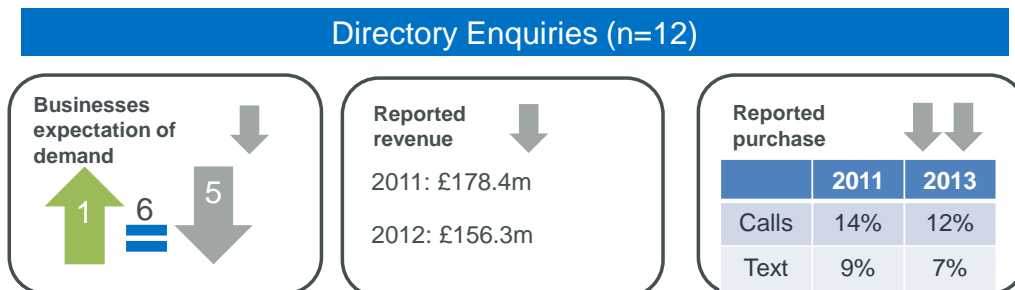 Directory Enquiries (n=12)
Businesses
expectation of
demand
1
6
5
Reported
revenue
2011: £178.4m
2012: £156.3m
Reported
purchase
2011 2013
Calls 14% 12%
Text 9% 7%